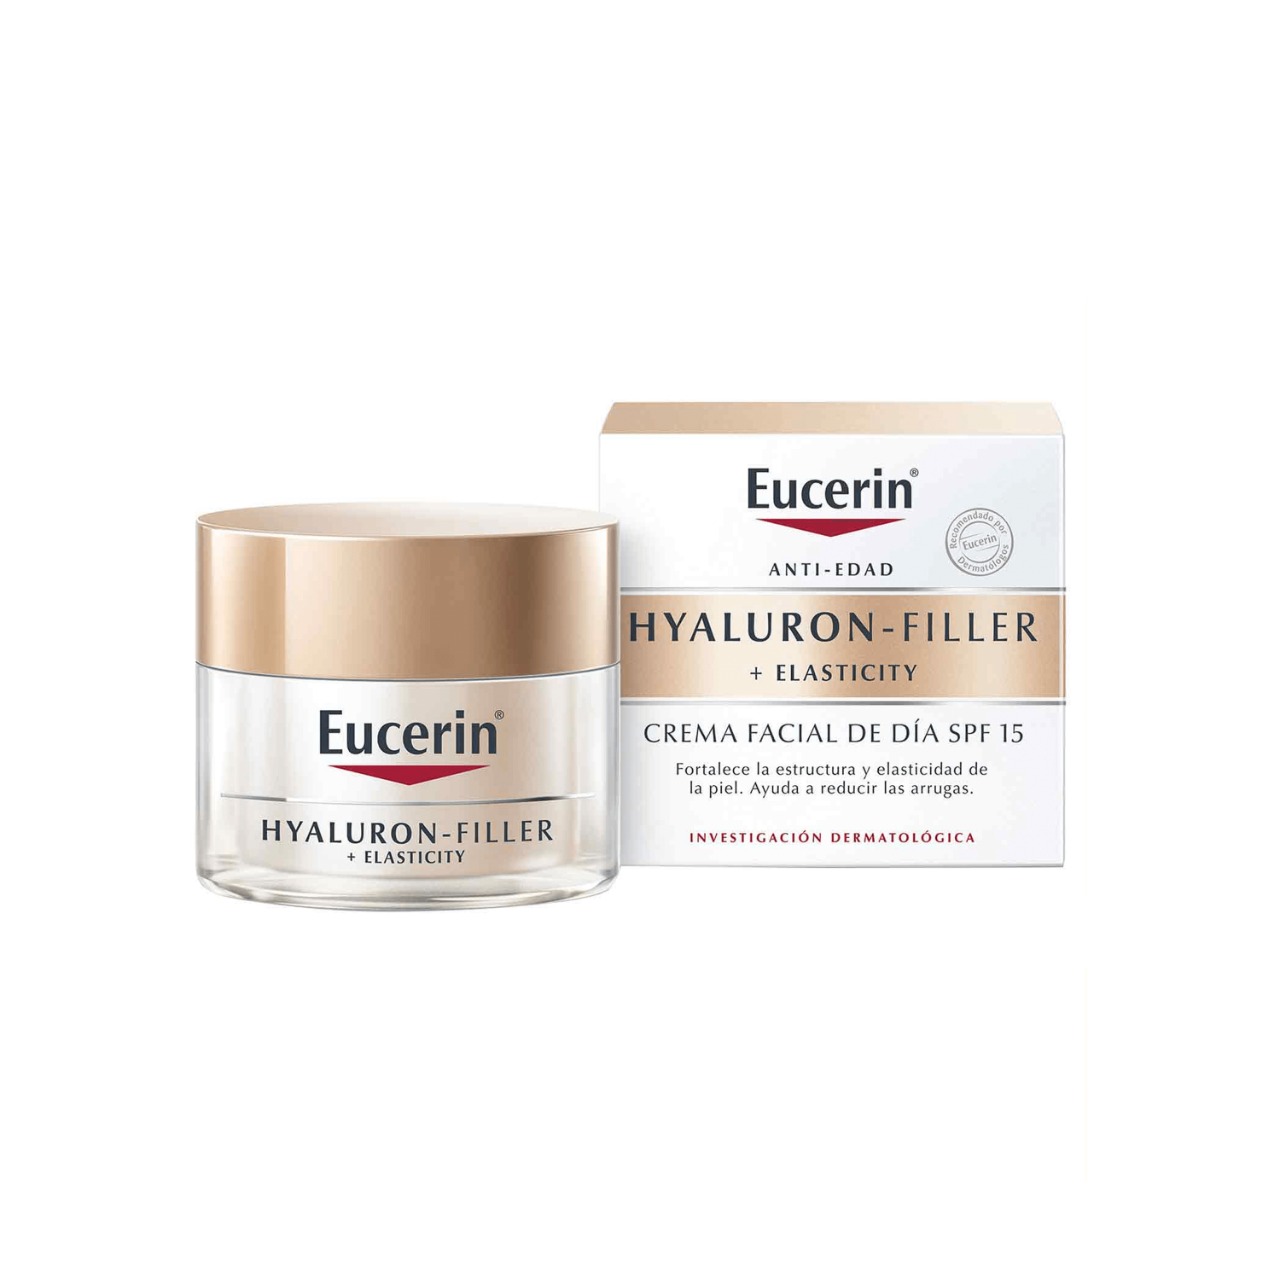 Eucerin®
HYALURON-FILLER
+ ELASTICITY
Eucerin®
Recomendado por
Eucerin
Dermatólogos
ANTI-EDAD
HYALURON-FILLER
+ ELASTICITY
CREMA FACIAL DE DÍA SPF 15
Fortalece la estructura y elasticidad de
la piel. Ayuda a reducir las arrugas.
INVESTIGACIÓN DERMATOLÓGICA